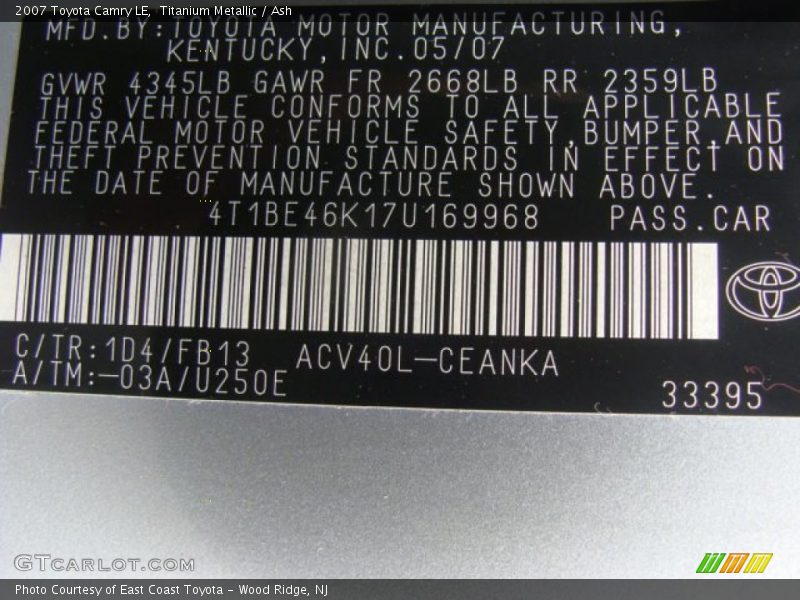 2007 Toyota Camry LE,  Titanium Metallic / Ash
MFD.BY:TOYOTA MOTOR MANUFACTURING,
KENTUCKY,INC.05/07
GVWR 4345LB GAWR FR 2668LB RR 2359LB
THIS VEHICLE CONFORMS TO ALL APPLICABLE
FEDERAL MOTOR VEHICLE SAFETY,BUMPER,AND
THEFT PREVENTION STANDARDS IN EFFECT ON
THE DATE OF MANUFACTURE SHOWN ABOVE.
4T1BE46K17U169968 PASS.CAR
C/TR:1D4/FB13 ACV40L-CEANKA
A/TM:-03A/U250E
33395
GTCARLOT.COM
Photo Courtesy of East Coast Toyota - Wood Ridge, NJ